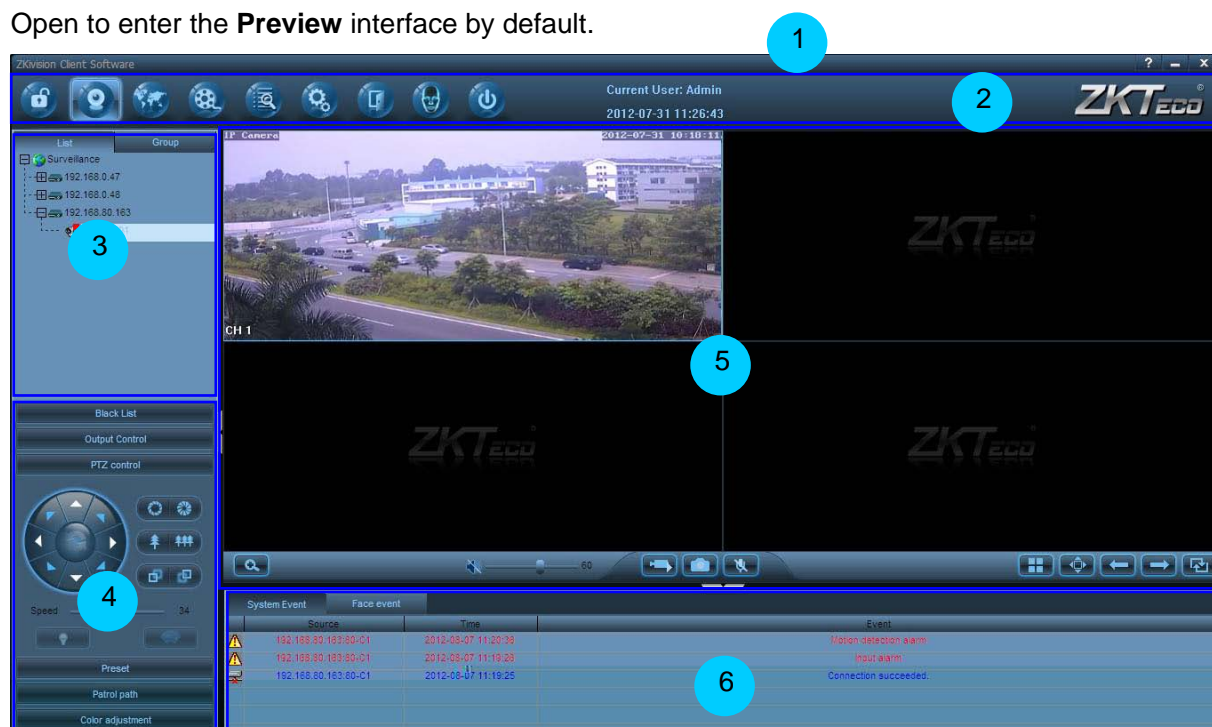 Open to enter the Preview interface by default.
1
ZKivision Client Software
? – x
Current User: Admin
2012-07-31 11:26:43
2
ZKTeco
®
List Group
Surveillance
192.168.0.47
192.168.0.48
192.168.80.163
3
IP Camera
2012-07-31 10:18:11
CH 1
ZKTeco
5
ZKTeco
ZKTeco
Black List
Output Control
PTZ control
Speed 34
4
Preset
Patrol path
Color adjustment
60
System Event Face event
Source Time Event
192.168.80.163:80-C1 2012-08-07 11:20:36 Motion detection alarm
192.168.80.163:80-C1 2012-08-07 11:19:28 Input alarm
192.168.80.163:80-C1 2012-08-07 11:19:25 Connection succeeded.
6